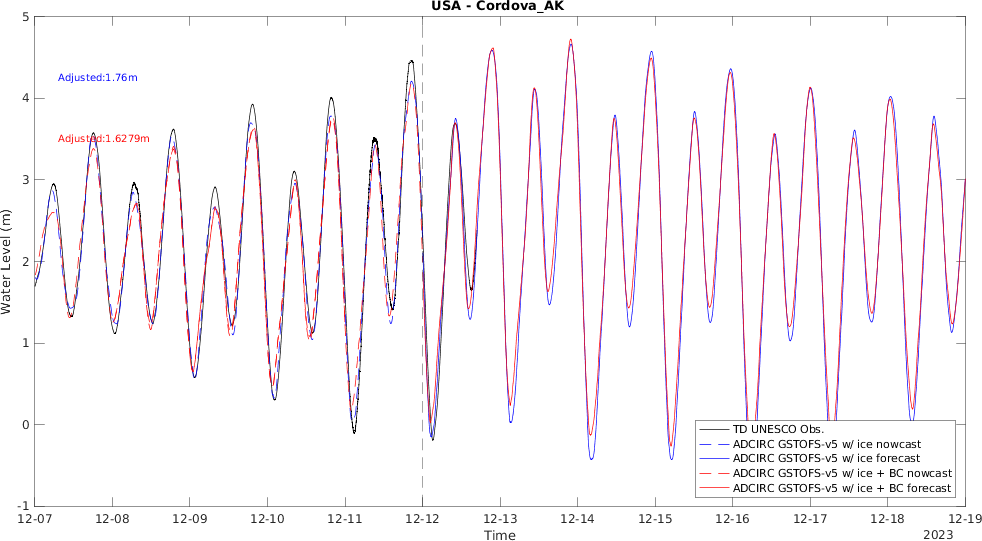 USA - Cordova_AK
5
4
3
2
1
0
-1
Water Level (m)
Adjusted:1.76m
Adjusted:1.6279m
TD UNESCO Obs.
ADCIRC GSTOFS-v5 w/ ice nowcast
ADCIRC GSTOFS-v5 w/ ice forecast
ADCIRC GSTOFS-v5 w/ ice + BC nowcast
ADCIRC GSTOFS-v5 w/ ice + BC forecast
12-07 12-08 12-09 12-10 12-11 12-12 12-13 12-14 12-15 12-16 12-17 12-18 12-19
Time
2023